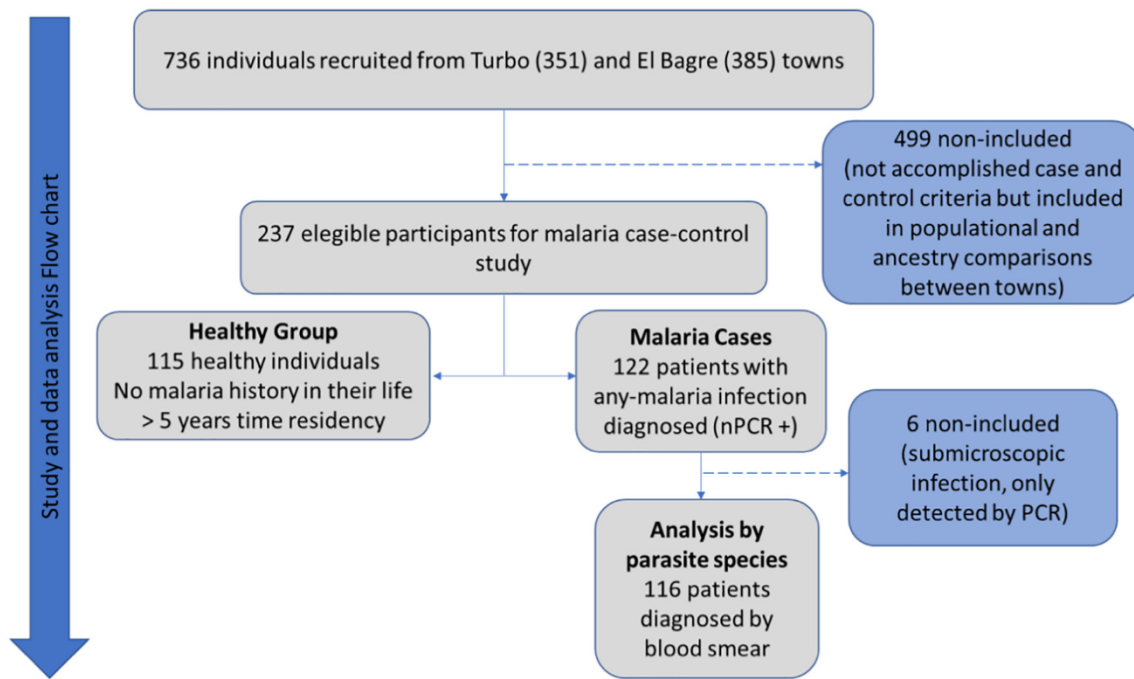 Study and data analysis Flow chart
736 individuals recruited from Turbo (351) and El Bagre (385) towns
499 non-included
(not accomplished case and
control criteria but included
in populational and
ancestry comparisons
between towns)
237 elegible participants for malaria case-control
study
Healthy Group
115 healthy individuals
No malaria history in their life
> 5 years time residency
Malaria Cases
122 patients with
any-malaria infection
diagnosed (nPCR +)
6 non-included
(submicroscopic
infection, only
detected by PCR)
Analysis by
parasite species
116 patients
diagnosed by
blood smear